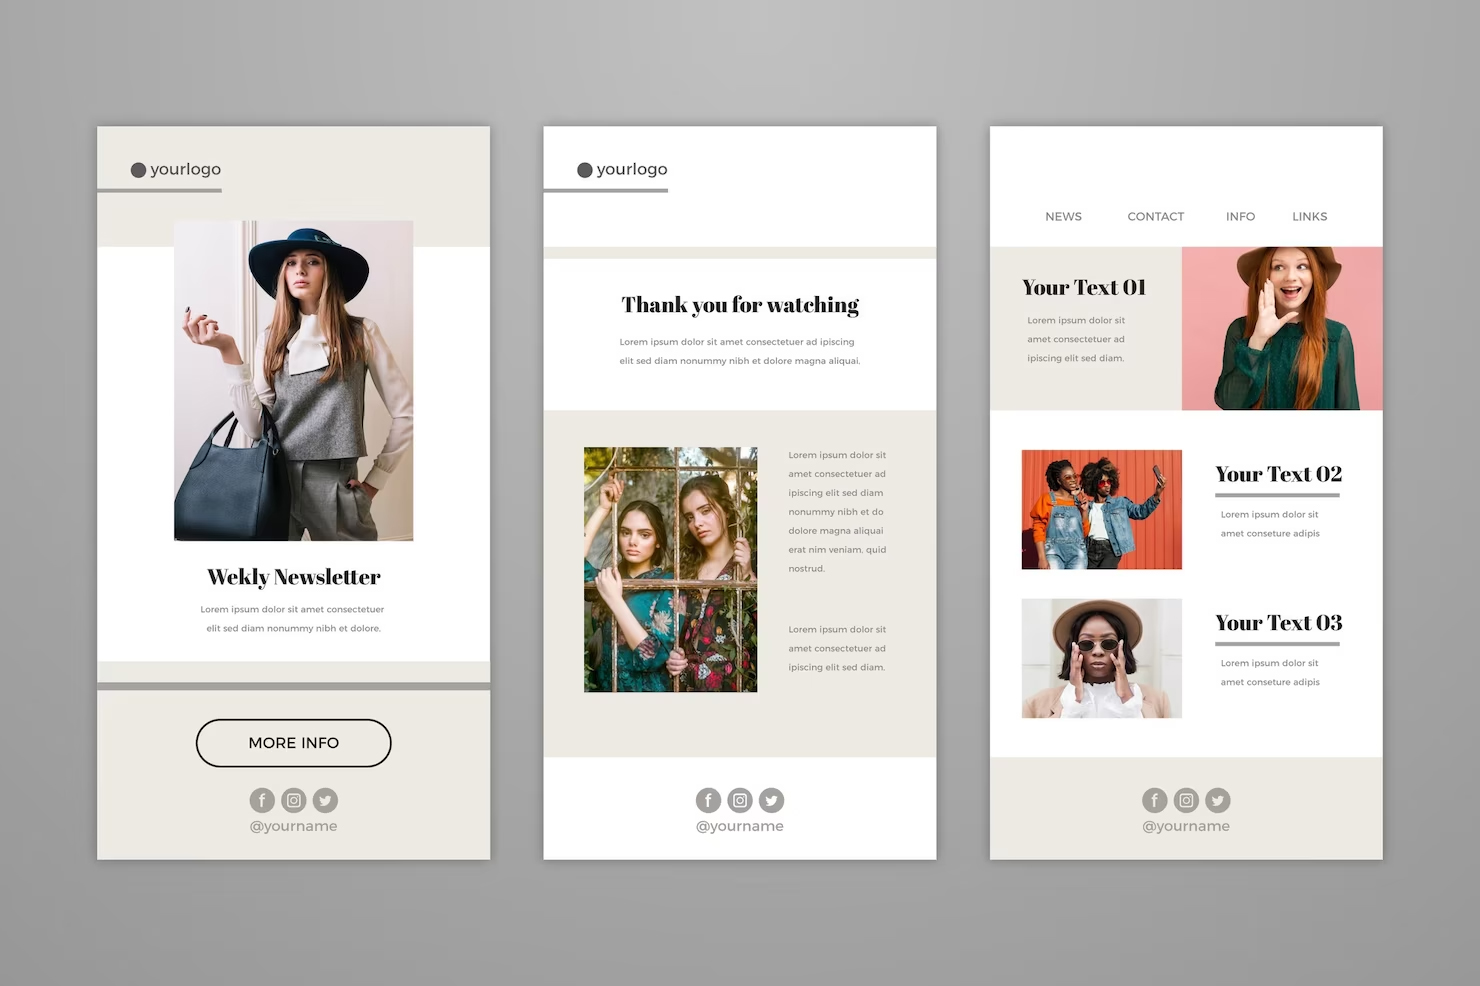 yourlogo
Wekly Newsletter
Lorem ipsum dolor sit amet consectetuer
elit sed diam nonummy nibh et dolore.
MORE INFO
@yourname
yourlogo
Thank you for watching
Lorem ipsum dolor sit amet consectetuer ad ipiscing
elit sed diam nonummy nibh et dolore magna aliquai.
Lorem ipsum dolor sit
amet consectetuer ad
ipiscing elit sed diam
nonummy nibh et do
dolore magna aliquai
erat nim veniam, quid
nostrud.
Lorem ipsum dolor sit
amet consectetuer ad
ipiscing elit sed diam.
@yourname
NEWS CONTACT INFO LINKS
Your Text 01
Lorem ipsum dolor sit
amet consectetuer ad
ipiscing elit sed diam.
Your Text 02
Lorem ipsum dolor sit
amet conseture adipis
Your Text 03
Lorem ipsum dolor sit
amet conseture adipis
@yourname